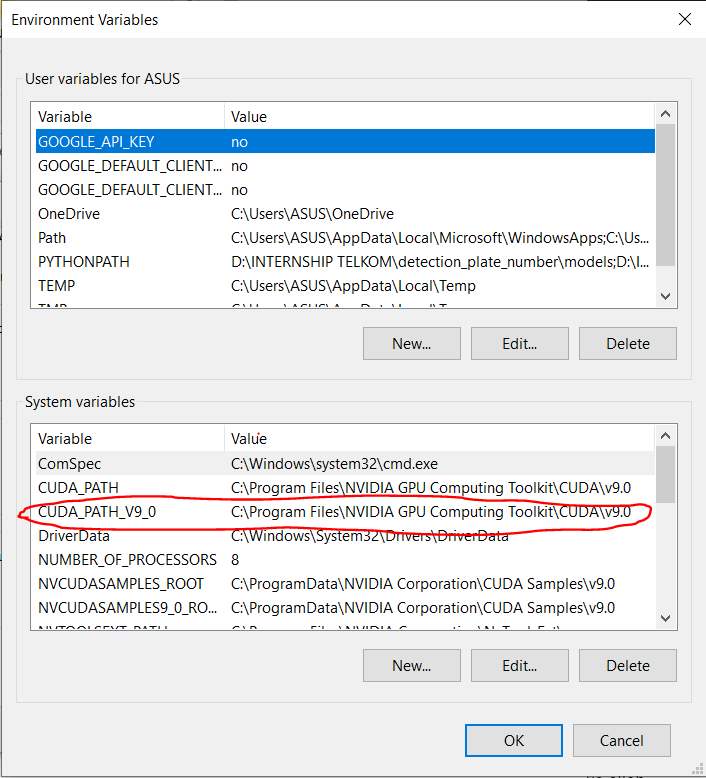 Environment Variables
User variables for ASUS
Variable Value
GOOGLE_API_KEY no
GOOGLE_DEFAULT_CLIENT... no
GOOGLE_DEFAULT_CLIENT... no
OneDrive C:\Users\ASUS\OneDrive
Path C:\Users\ASUS\AppData\Local\Microsoft\WindowsApps;C:\Us...
PYTHONPATH D:\INTERNSHIP TELKOM\detection_plate_number\models;D:\I...
TEMP C:\Users\ASUS\AppData\Local\Temp
New... Edit... Delete
System variables
Variable Value
ComSpec C:\Windows\system32\cmd.exe
CUDA_PATH C:\Program Files\NVIDIA GPU Computing Toolkit\CUDA\v9.0
CUDA_PATH_V9_0 C:\Program Files\NVIDIA GPU Computing Toolkit\CUDA\v9.0
DriverData C:\Windows\System32\Drivers\DriverData
NUMBER_OF_PROCESSORS 8
NVCUDASAMPLES_ROOT C:\ProgramData\NVIDIA Corporation\CUDA Samples\v9.0
NVCUDASAMPLES9_0_RO... C:\ProgramData\NVIDIA Corporation\CUDA Samples\v9.0
New... Edit... Delete
OK Cancel